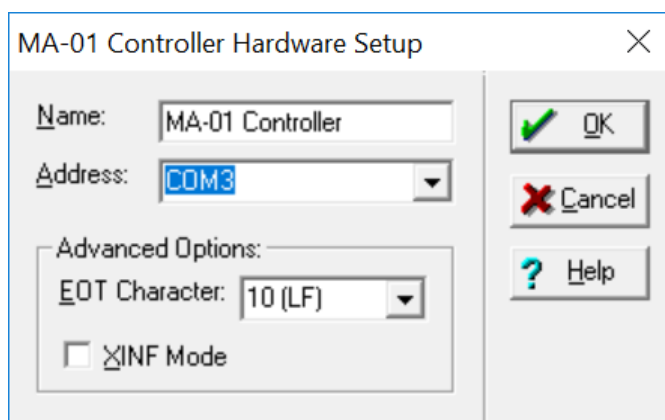 MA-01 Controller Hardware Setup
Name: MA-01 Controller
Address: COM3
Advanced Options:
EOT Character: 10 (LF)
XINF Mode
OK
Cancel
Help